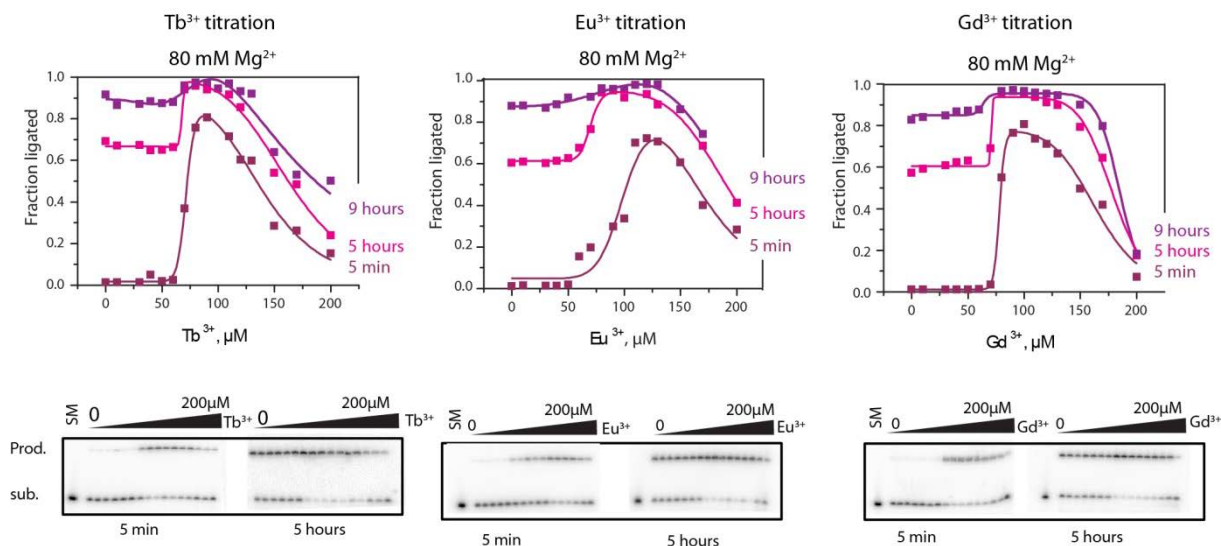 Tb³⁺ titration
80 mM Mg²⁺
Fraction ligated
1.0
0.8
0.6
0.4
0.2
0.0
0
50
100
150
200
9 hours
5 hours
5 min
Tb ³⁺, µM
Eu³⁺ titration
80 mM Mg²⁺
Fraction ligated
1.0
0.8
0.6
0.4
0.2
0.0
0
50
100
150
200
9 hours
5 hours
5 min
Eu ³⁺, µM
Gd³⁺ titration
80 mM Mg²⁺
Fraction ligated
1.0
0.8
0.6
0.4
0.2
0.0
0
50
100
150
200
9 hours
5 hours
5 min
Gd ³⁺, µM
SM
0
200µM
Tb³⁺
0
200µM
Tb³⁺
Prod.
sub.
5 min
5 hours
SM
0
200µM
Eu³⁺
0
200µM
Eu³⁺
5 min
5 hours
SM
0
200µM
Gd³⁺
0
200µM
Gd³⁺
5 min
5 hours